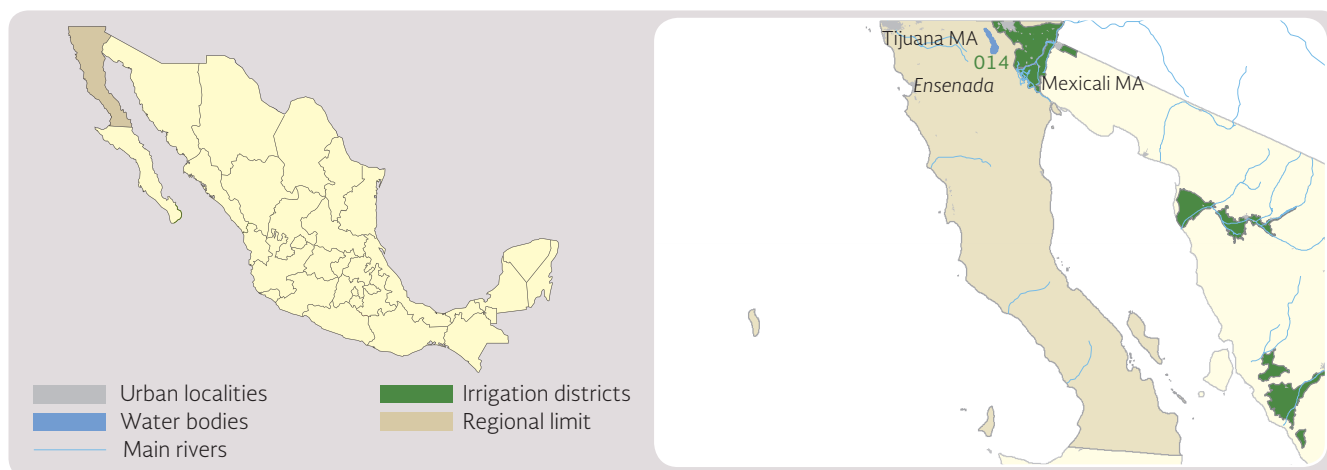 Tijuana MA
014
Ensenada
Mexicali MA
Urban localities
Irrigation districts
Water bodies
Regional limit
Main rivers